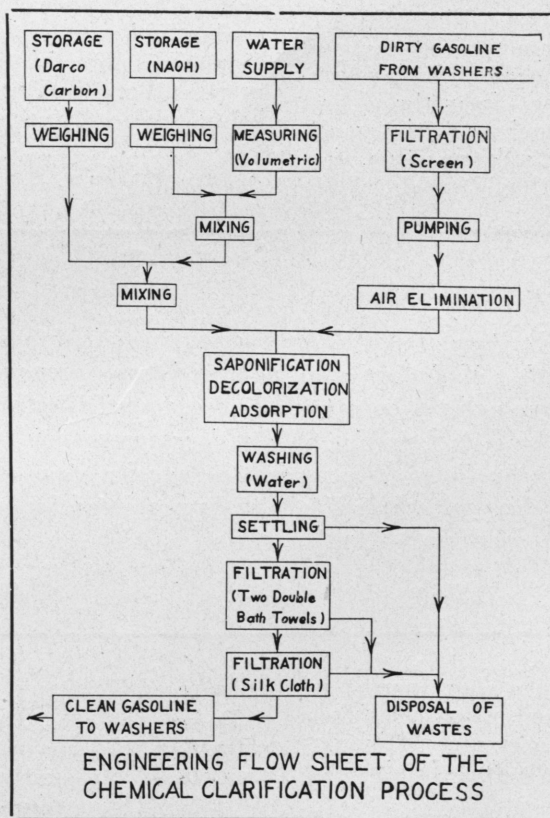 STORAGE
(Darco
Carbon)
STORAGE
(NAOH)
WATER
SUPPLY
DIRTY GASOLINE
FROM WASHERS
WEIGHING
WEIGHING
MEASURING
(Volumetric)
FILTRATION
(Screen)
MIXING
PUMPING
MIXING
AIR ELIMINATION
SAPONIFICATION
DECOLORIZATION
ADSORPTION
WASHING
(Water)
SETTLING
FILTRATION
(Two Double
Bath Towels)
FILTRATION
(Silk Cloth)
CLEAN GASOLINE
TO WASHERS
DISPOSAL OF
WASTES
ENGINEERING FLOW SHEET OF THE
CHEMICAL CLARIFICATION PROCESS